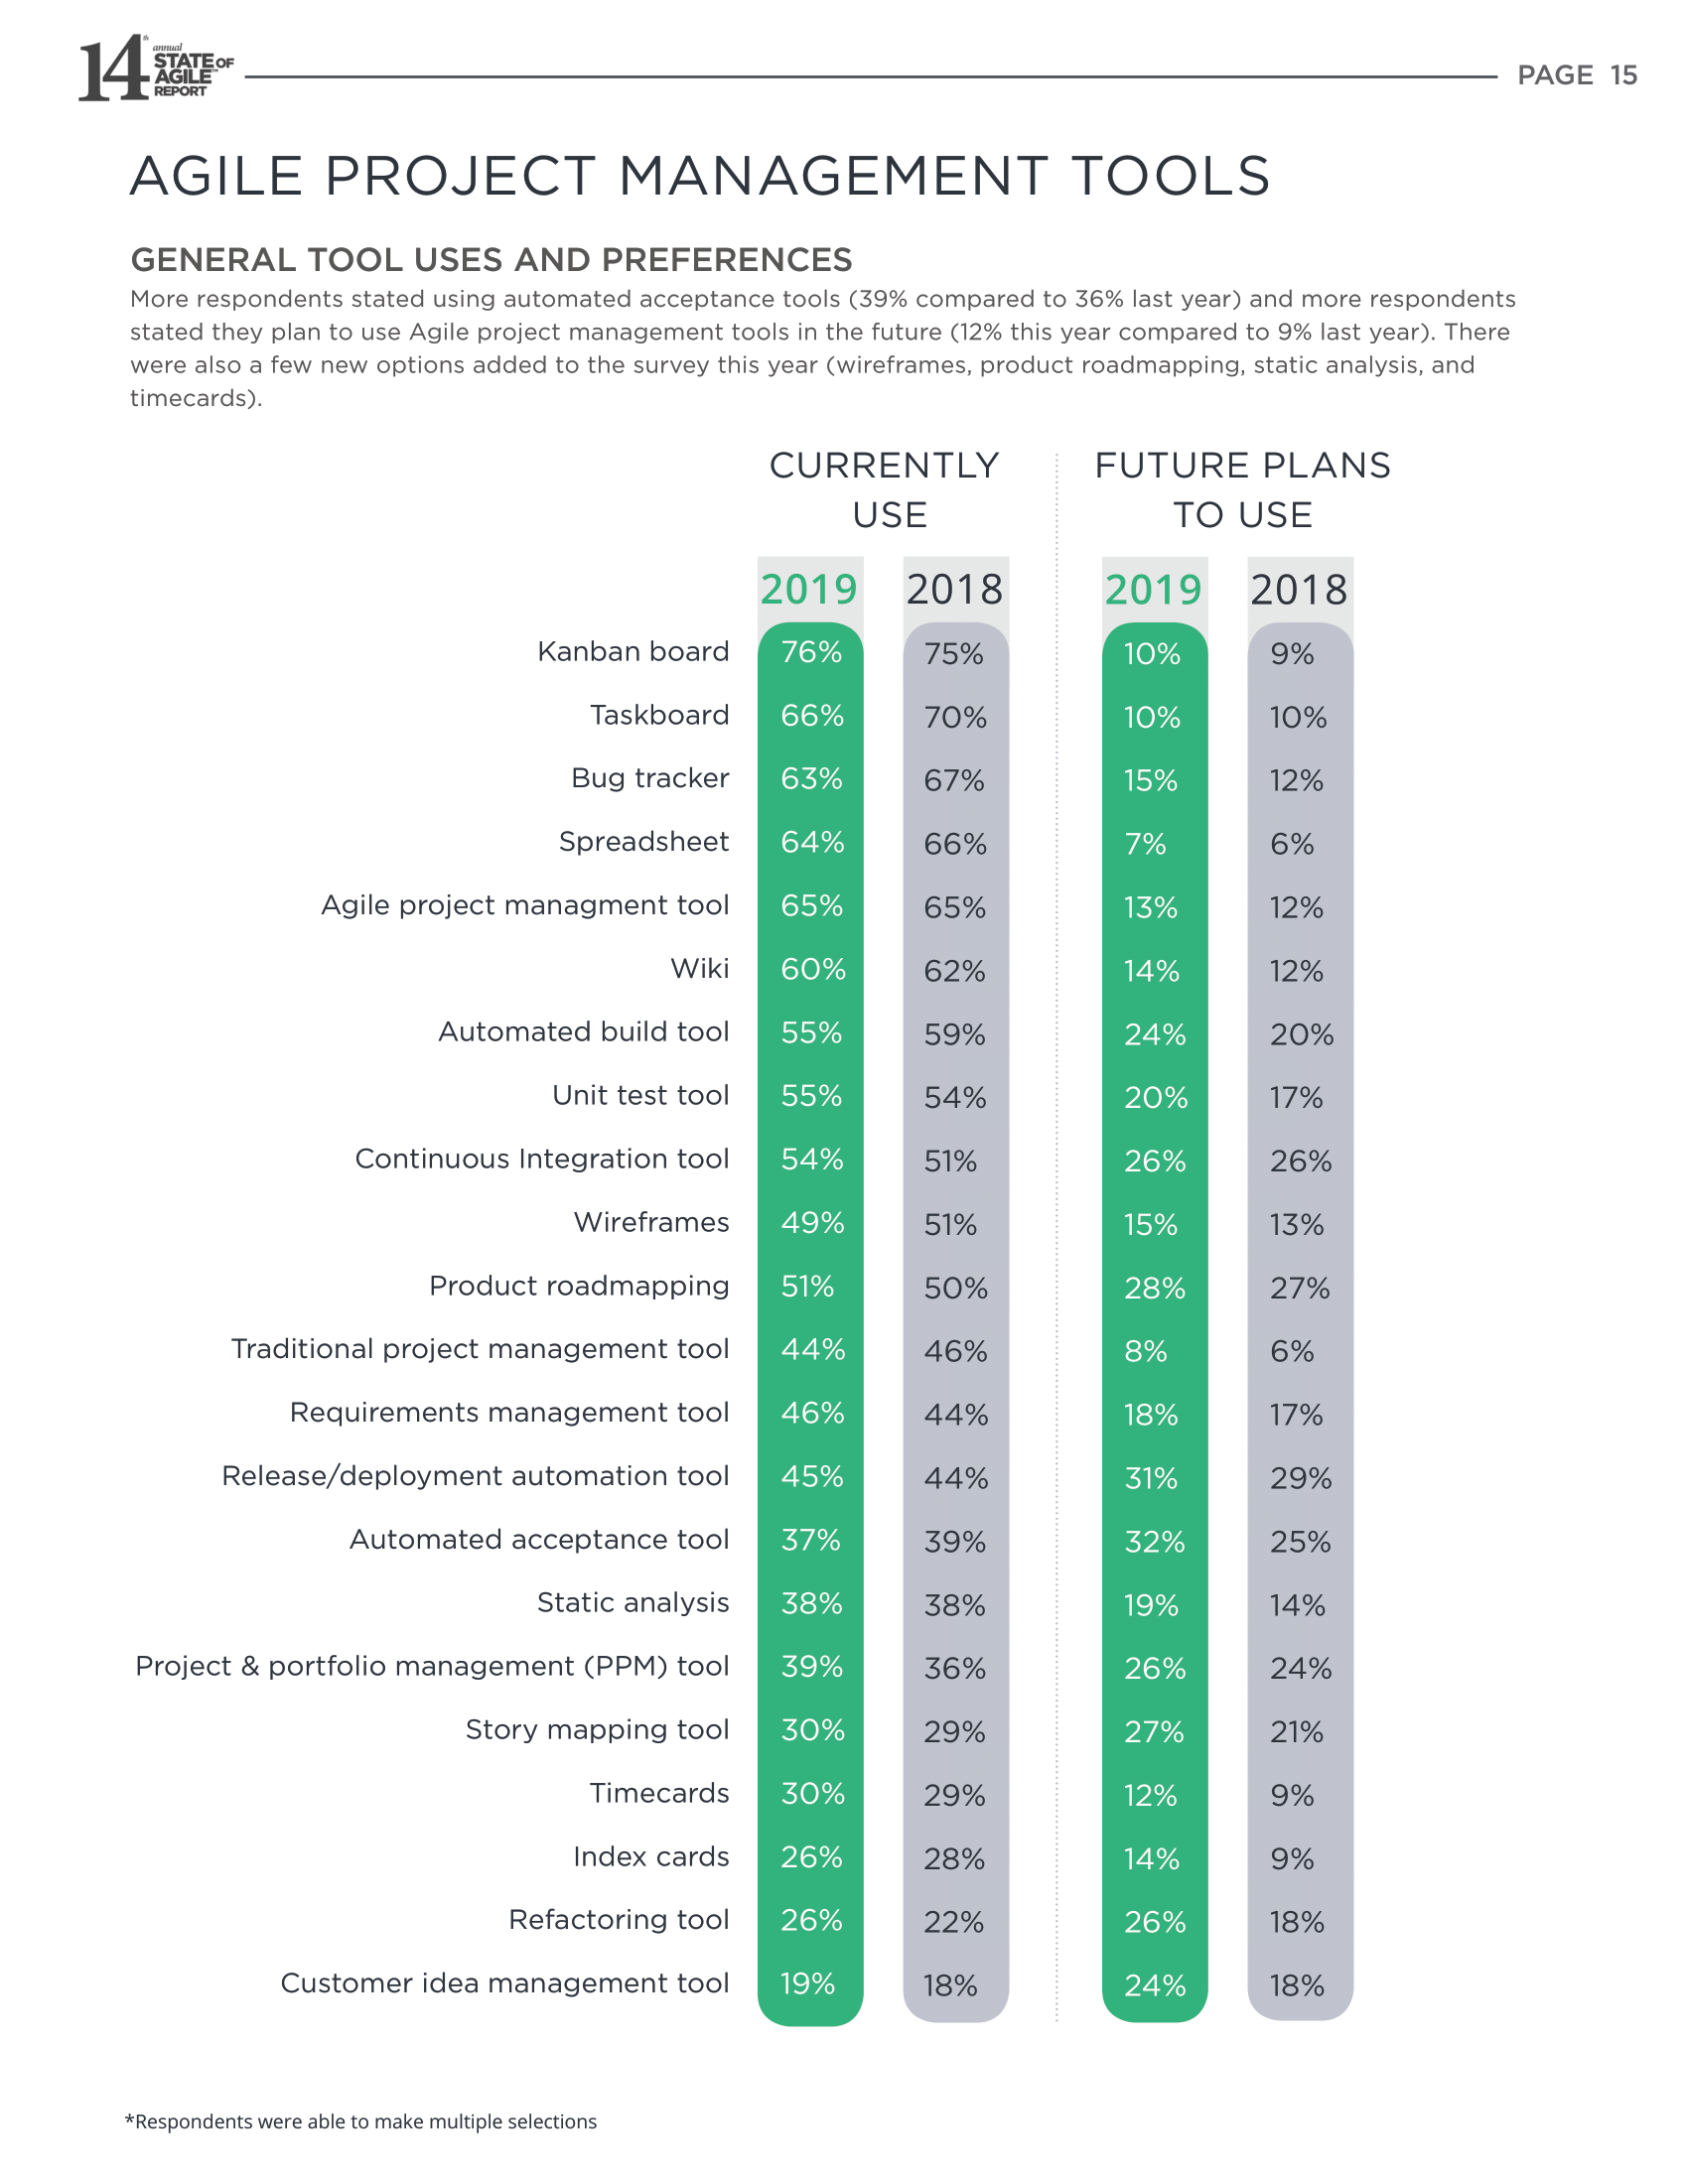 14th annual
STATE OF
AGILE™
REPORT
PAGE 15
AGILE PROJECT MANAGEMENT TOOLS
GENERAL TOOL USES AND PREFERENCES
More respondents stated using automated acceptance tools (39% compared to 36% last year) and more respondents
stated they plan to use Agile project management tools in the future (12% this year compared to 9% last year). There
were also a few new options added to the survey this year (wireframes, product roadmapping, static analysis, and
timecards).
CURRENTLY USE
FUTURE PLANS TO USE
2019 2018 2019 2018
Kanban board 76% 75% 10% 9%
Taskboard 66% 70% 10% 10%
Bug tracker 63% 67% 15% 12%
Spreadsheet 64% 66% 7% 6%
Agile project managment tool 65% 65% 13% 12%
Wiki 60% 62% 14% 12%
Automated build tool 55% 59% 24% 20%
Unit test tool 55% 54% 20% 17%
Continuous Integration tool 54% 51% 26% 26%
Wireframes 49% 51% 15% 13%
Product roadmapping 51% 50% 28% 27%
Traditional project management tool 44% 46% 8% 6%
Requirements management tool 46% 44% 18% 17%
Release/deployment automation tool 45% 44% 31% 29%
Automated acceptance tool 37% 39% 32% 25%
Static analysis 38% 38% 19% 14%
Project & portfolio management (PPM) tool 39% 36% 26% 24%
Story mapping tool 30% 29% 27% 21%
Timecards 30% 29% 12% 9%
Index cards 26% 28% 14% 9%
Refactoring tool 26% 22% 26% 18%
Customer idea management tool 19% 18% 24% 18%
*Respondents were able to make multiple selections